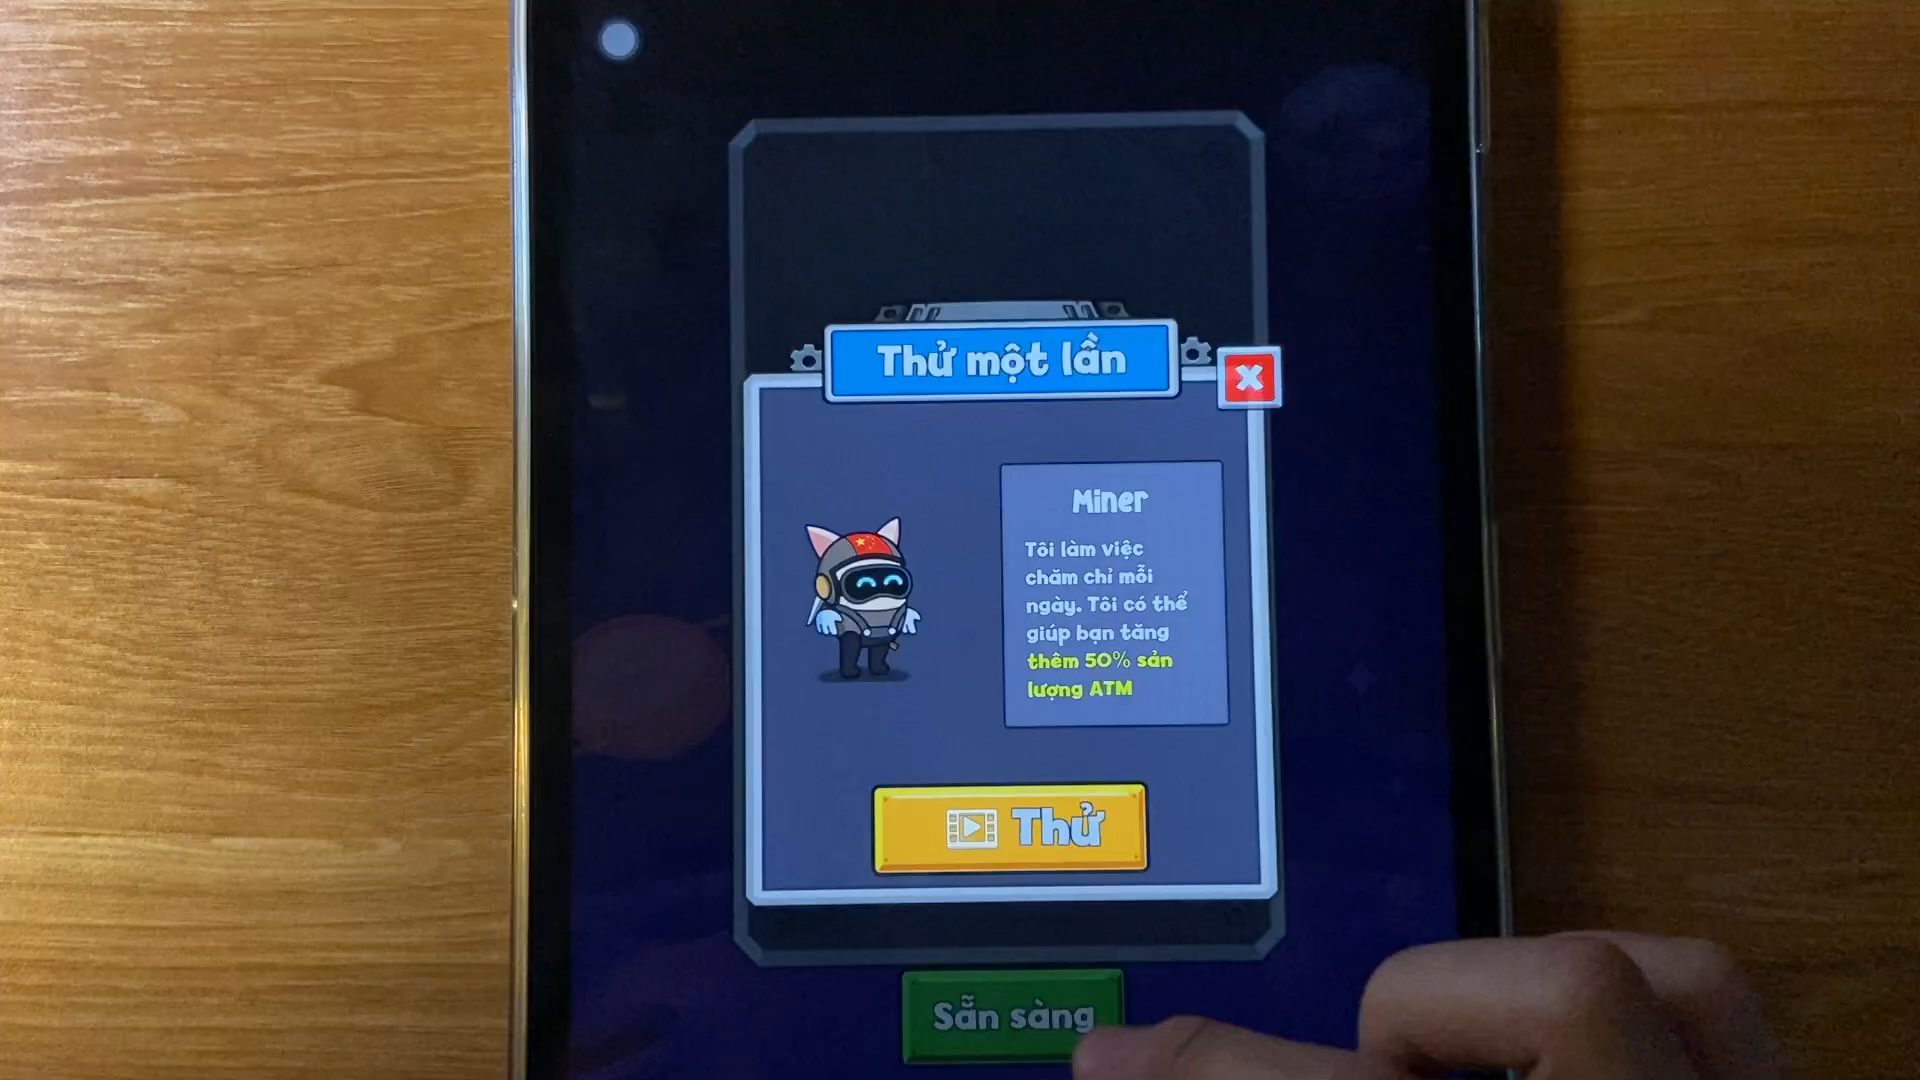 Thử một lần
Miner
Tôi làm việc
chăm chỉ mỗi
ngày. Tôi có thể
giúp bạn tăng
thêm 50% sản
lượng ATM
Thử
Sẵn sàng